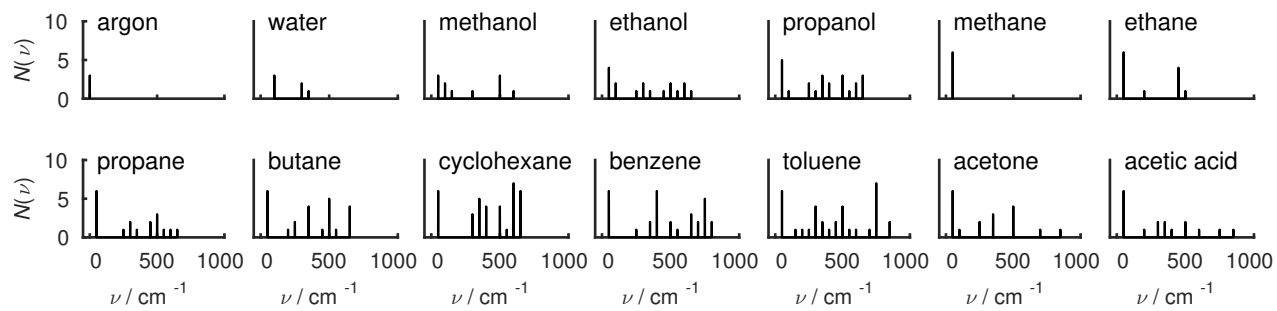 argon water methanol ethanol propanol methane ethane
10
5
0
N(ν)
propane butane cyclohexane benzene toluene acetone acetic acid
10
5
0
N(ν)
0 500 1000 0 500 1000 0 500 1000 0 500 1000 0 500 1000 0 500 1000 0 500 1000
ν / cm -1 ν / cm -1 ν / cm -1 ν / cm -1 ν / cm -1 ν / cm -1 ν / cm -1